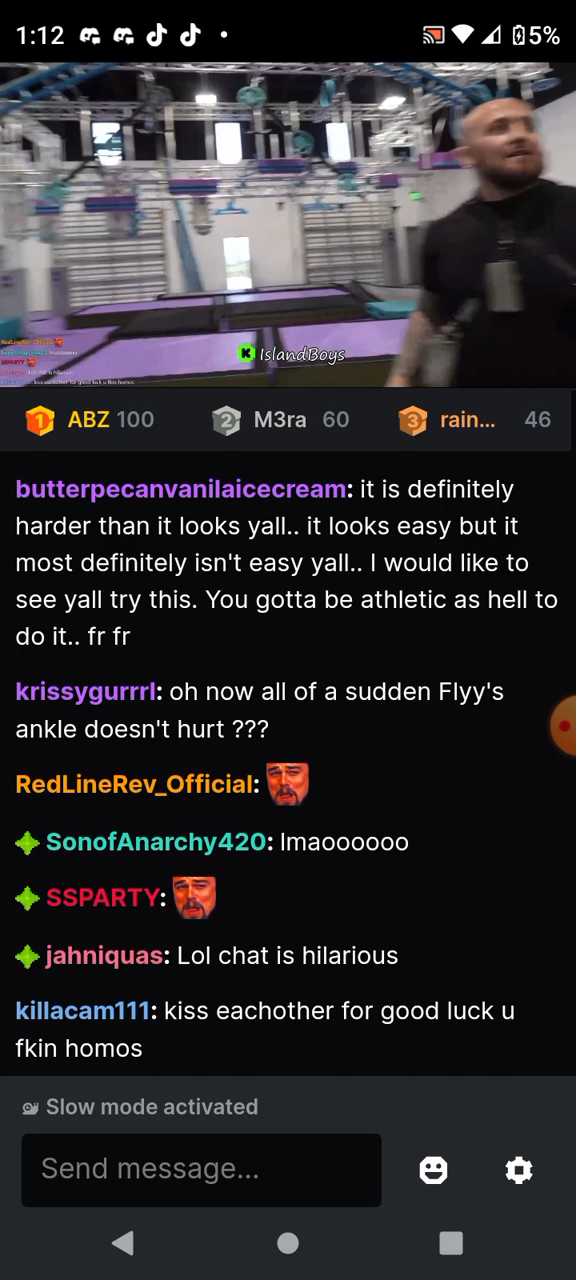 1:12
5%
K IslandBoys
1 ABZ 100
2 M3ra 60
3 rain... 46
butterpecanvanilaicecream: it is definitely
harder than it looks yall.. it looks easy but it
most definitely isn't easy yall.. I would like to
see yall try this. You gotta be athletic as hell to
do it.. fr fr
krissygurrrl: oh now all of a sudden Flyy's
ankle doesn't hurt ???
RedLineRev_Official:
SonofAnarchy420: lmaoooooo
SSPARTY:
jahniquas: Lol chat is hilarious
killacam111: kiss eachother for good luck u
fkin homos
Slow mode activated
Send message...